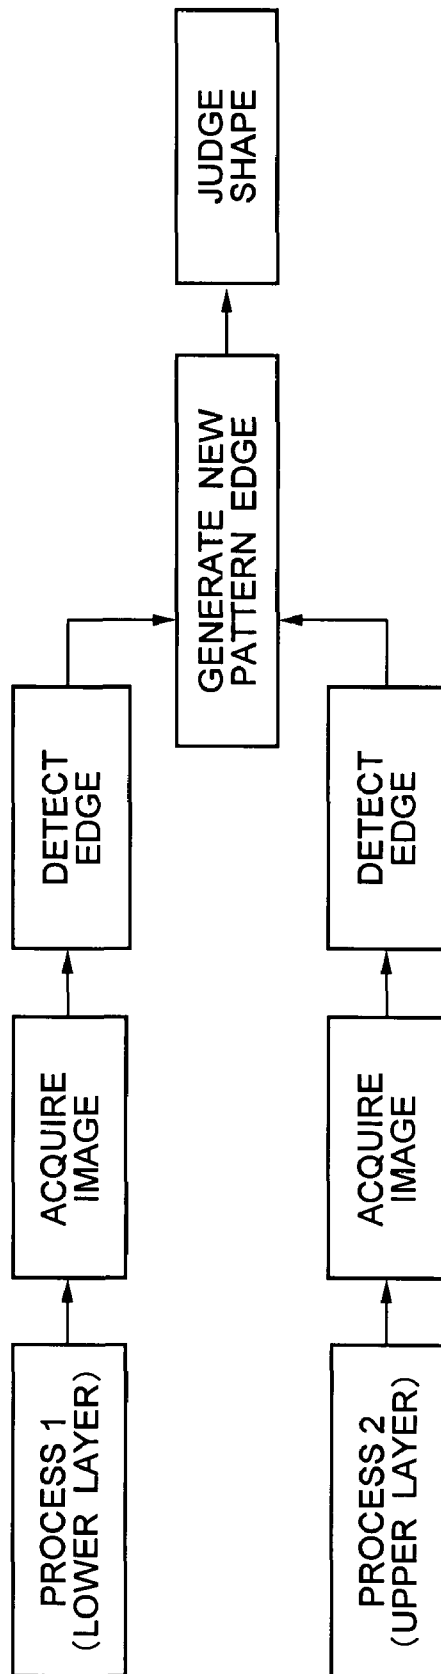 PROCESS 1
(LOWER LAYER)
ACQUIRE
IMAGE
DETECT
EDGE
PROCESS 2
(UPPER LAYER)
ACQUIRE
IMAGE
DETECT
EDGE
GENERATE NEW
PATTERN EDGE
JUDGE
SHAPE